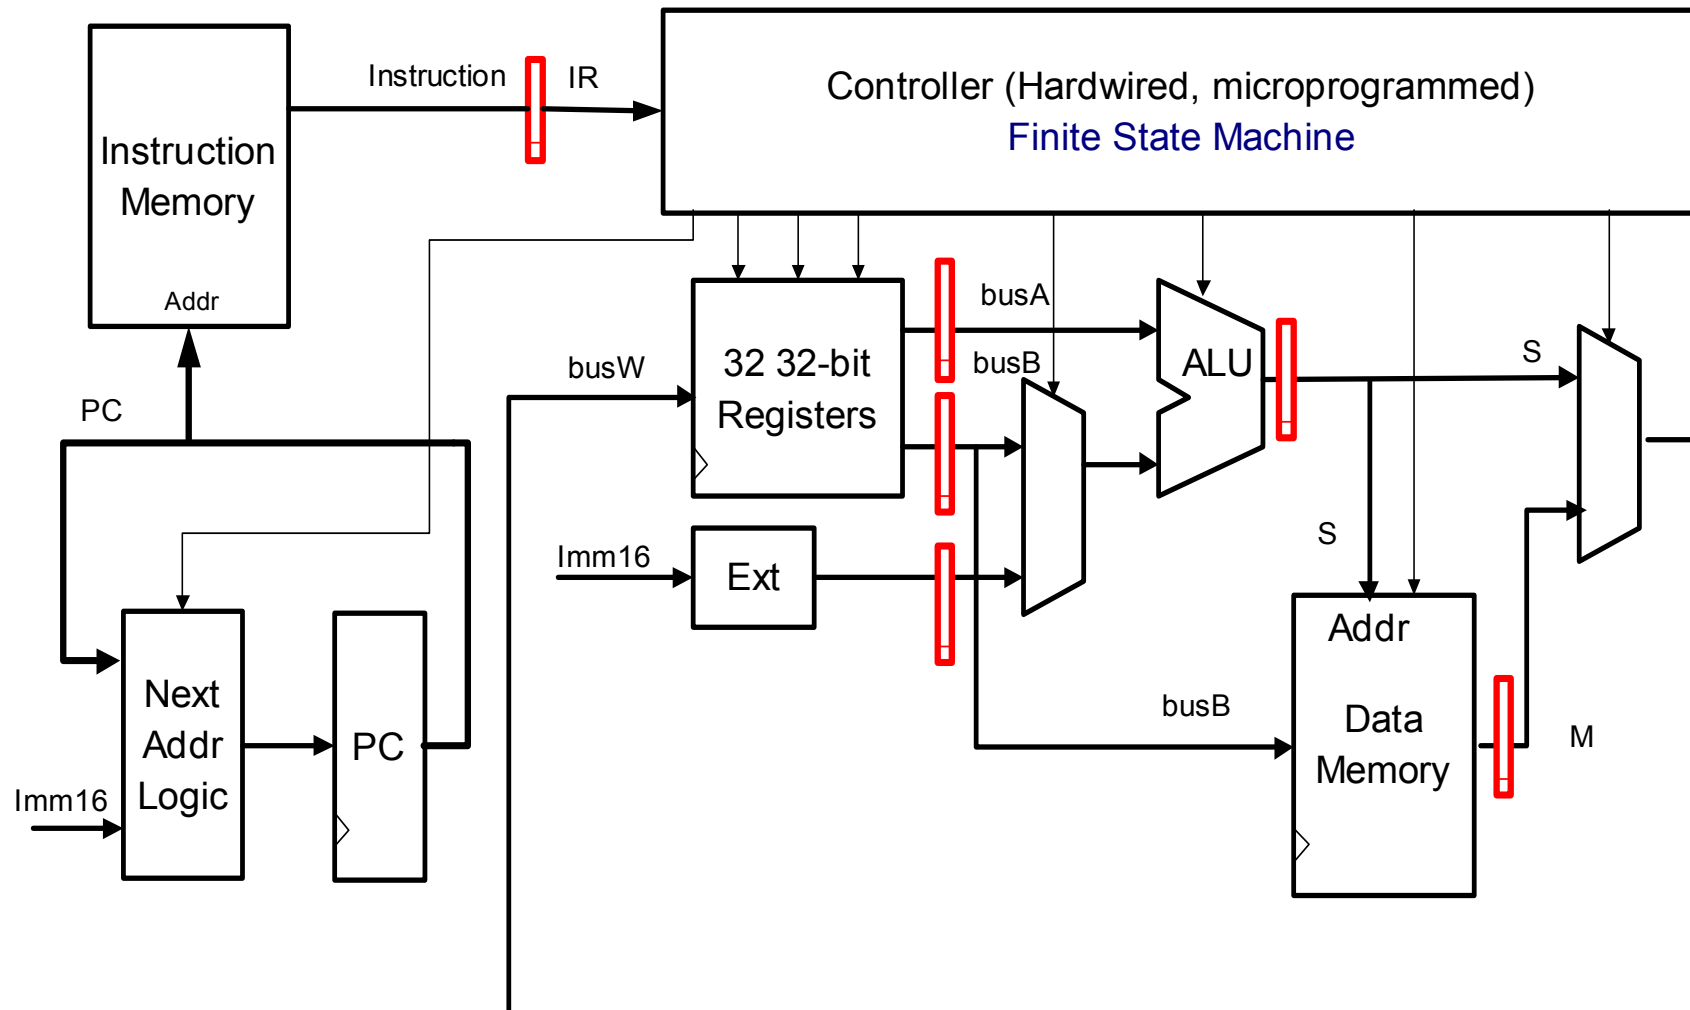 Controller (Hardwired, microprogrammed)
Finite State Machine
Instruction
IR
Instruction
Memory
Addr
PC
busW
32 32-bit
Registers
busA
busB
ALU
S
S
Imm16
Ext
Addr
Data
Memory
busB
M
Next
Addr
Logic
PC
Imm16